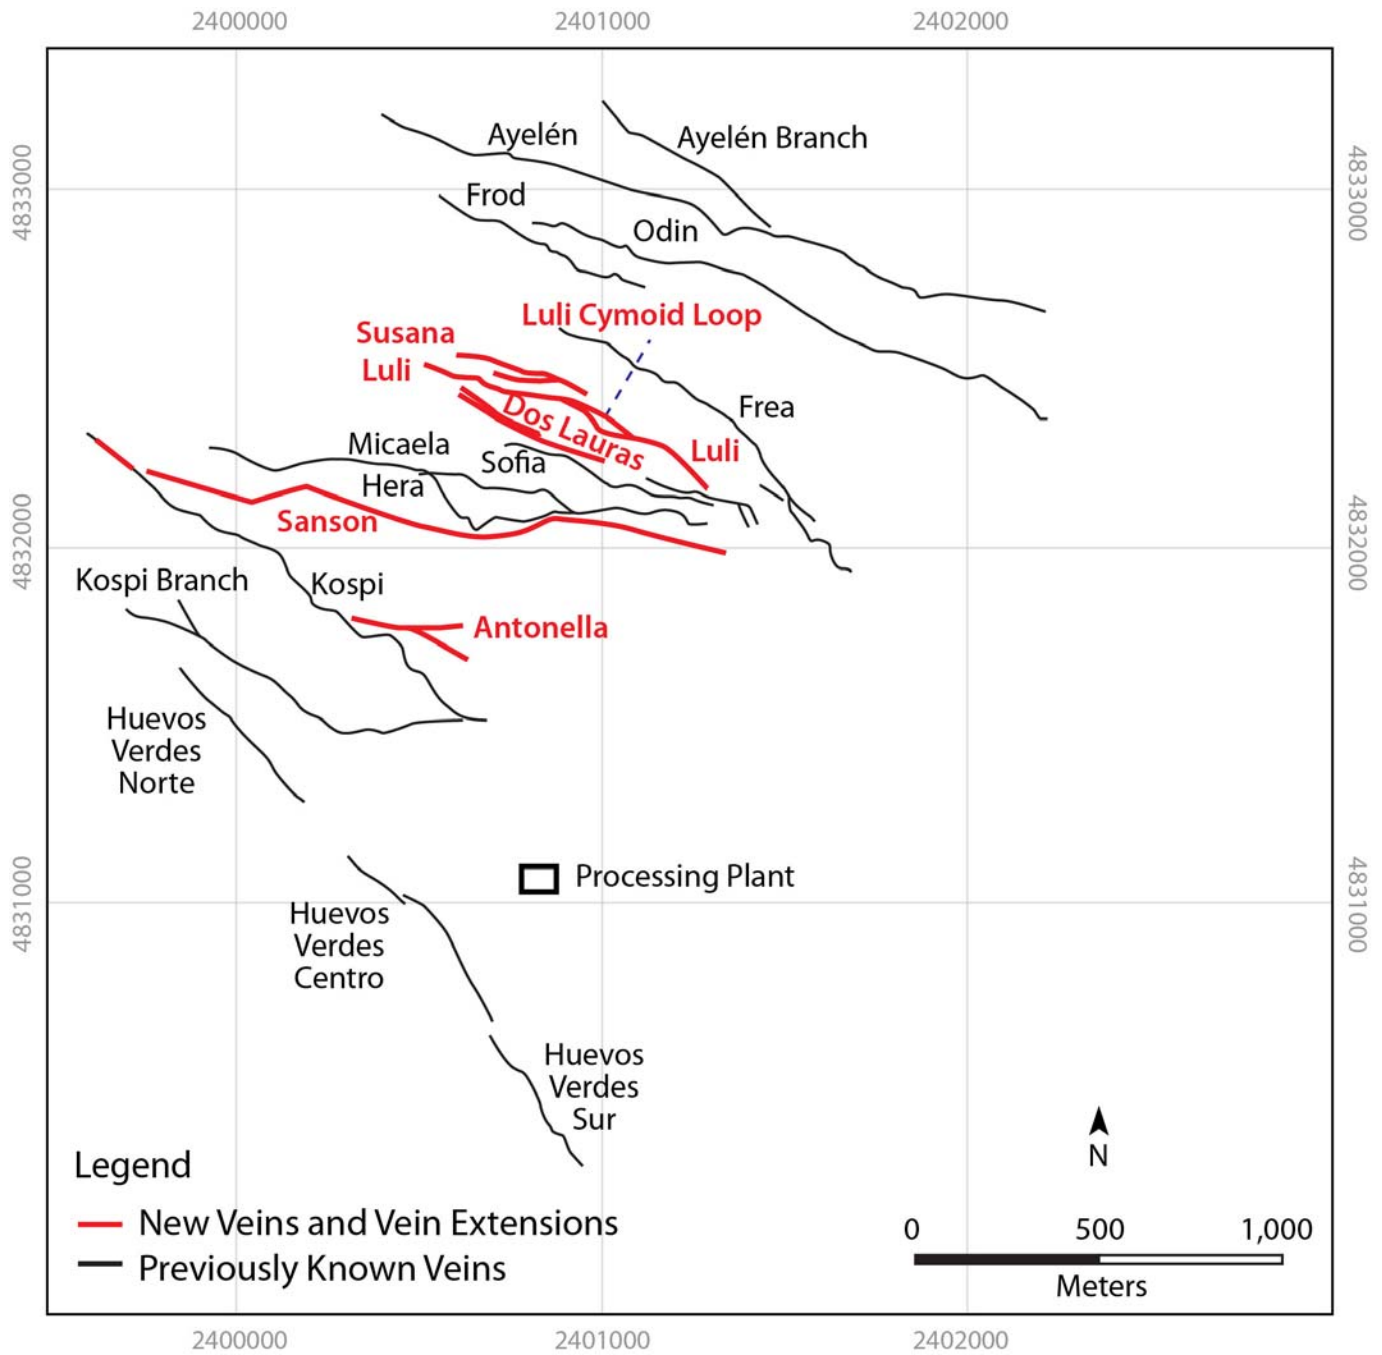 2400000 2401000 2402000
4833000
4833000
Ayelén
Ayelén Branch
Frod
Odin
Luli Cymoid Loop
Susana
Luli
Frea
Dos Lauras
Micaela
Luli
Sofia
Hera
Sanson
4832000
4832000
Kospi Branch
Kospi
Antonella
Huevos
Verdes
Norte
4831000
4831000
Processing Plant
Huevos
Verdes
Centro
Huevos
Verdes
Sur
N
Legend
New Veins and Vein Extensions
Previously Known Veins
0 500 1,000
Meters
2400000 2401000 2402000